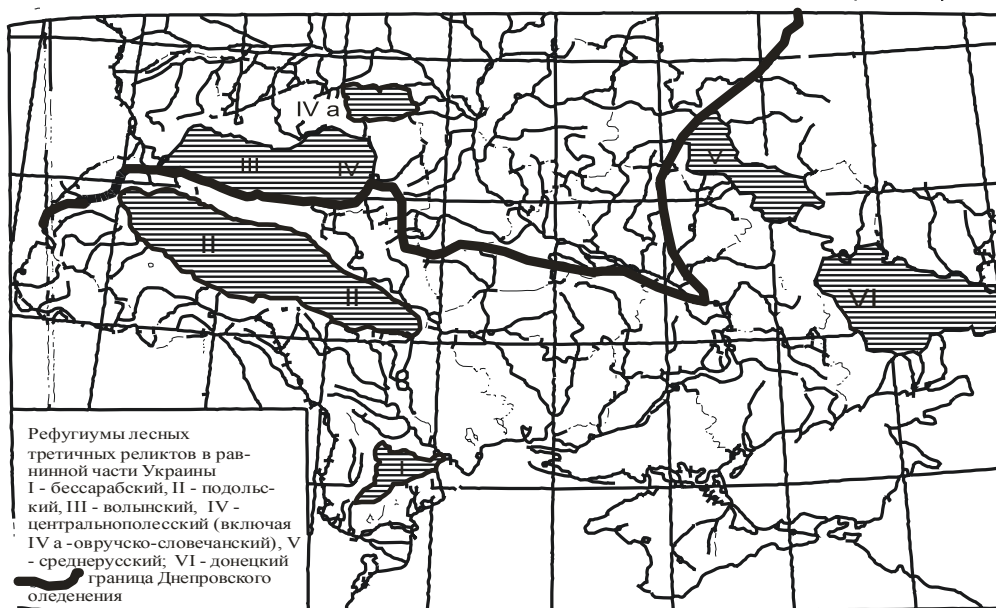 IV a
III
IV
V
II
II
VI
I
Рефугиумы лесных
третичных реликтов в рав-
нинной части Украины
I - бессарабский, II - подольс-
кий, III - волынский, IV -
центральнополесский (включая
IV а -овручско-словечанский), V
- среднерусский; VI - донецкий
граница Днепровского
оледенения